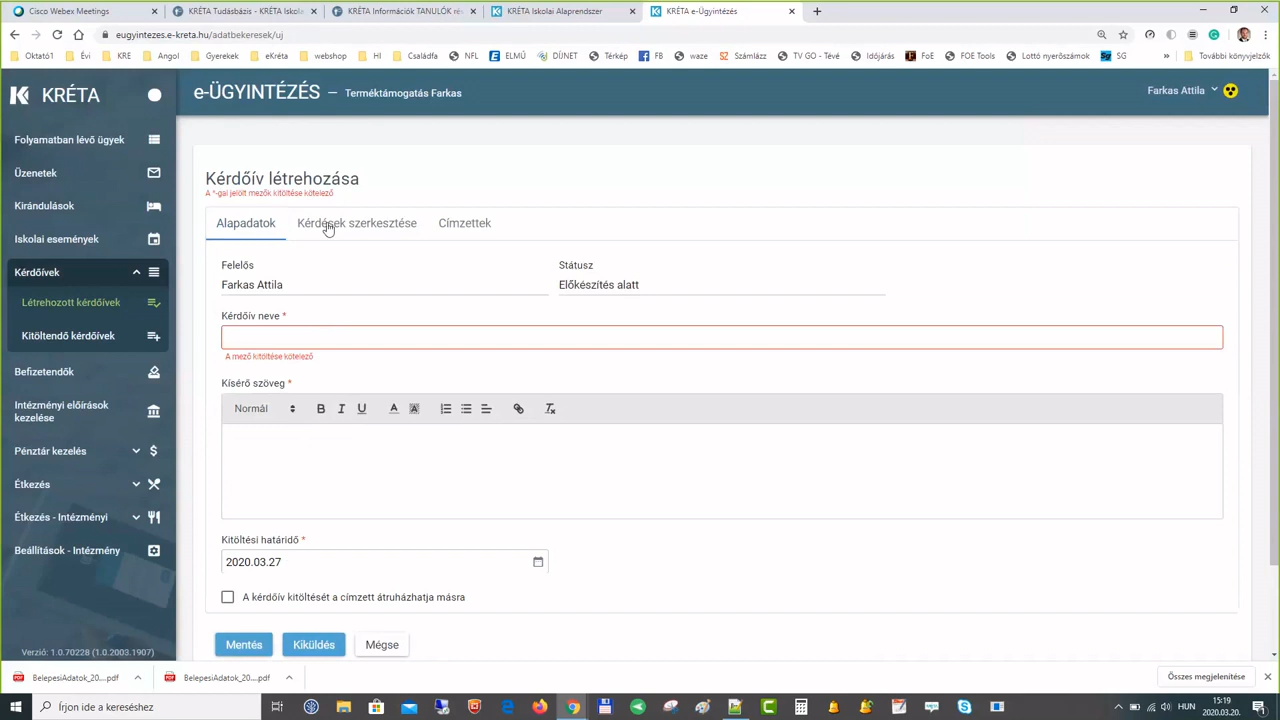 Cisco Webex Meetings
KRÉTA Tudásbázis - KRÉTA Iskola
KRÉTA Információk TANULÓK rés
KRÉTA Iskolai Alaprendszer
KRÉTA e-Ügyintézés
eugyintezes.e-kreta.hu/adatbekeresek/uj
Oktató1
Évi
KRE
Angol
Gyerekek
eKréta
webshop
HI
Családfa
NFL
ELMŰ
DÍJNET
Térkép
FB
waze
Számlázz
TV GO - Tévé
Időjárás
FoE
FOE Tools
Lottó nyerőszámok
SG
További könyvjelzők
KRÉTA
e-ÜGYINTÉZÉS — Terméktámogatás Farkas
Farkas Attila
Folyamatban lévő ügyek
Üzenetek
Kirándulások
Iskolai események
Kérdőívek
Létrehozott kérdőívek
Kitöltendő kérdőívek
Befizetendők
Intézményi előírások
kezelése
Pénztár kezelés
Étkezés
Étkezés - Intézményi
Beállítások - Intézmény
Verzió: 1.0.70228 (1.0.2003.1907)
Kérdőív létrehozása
A *-gal jelölt mezők kitöltése kötelező
Alapadatok
Kérdések szerkesztése
Címzettek
Felelős
Státusz
Farkas Attila
Előkészítés alatt
Kérdőív neve *
A mező kitöltése kötelező
Kísérő szöveg *
Normál
B I U A A
Kitöltési határidő *
2020.03.27
A kérdőív kitöltését a címzett átruházhatja másra
Mentés
Kiküldés
Mégse
BelepesiAdatok_20....pdf
BelepesiAdatok_20....pdf
Összes megjelenítése
Írjon ide a kereséshez
HUN
15:19
2020.03.20.